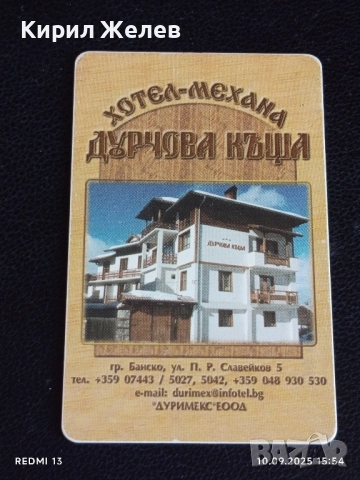 Кирил Желев
ХОТЕЛ-МЕХАНА
ДУРЧОВА КЪЩА
ДУРЧОВА КЪЩА
гр. Банско, ул. П. Р. Славейков 5
тел. +359 07443 / 5027, 5042, +359 048 930 530
e-mail: durimex@infotel.bg
"ДУРИМЕКС"ЕООД
БАЗАР
REDMI 13
10.09.2025 15:54